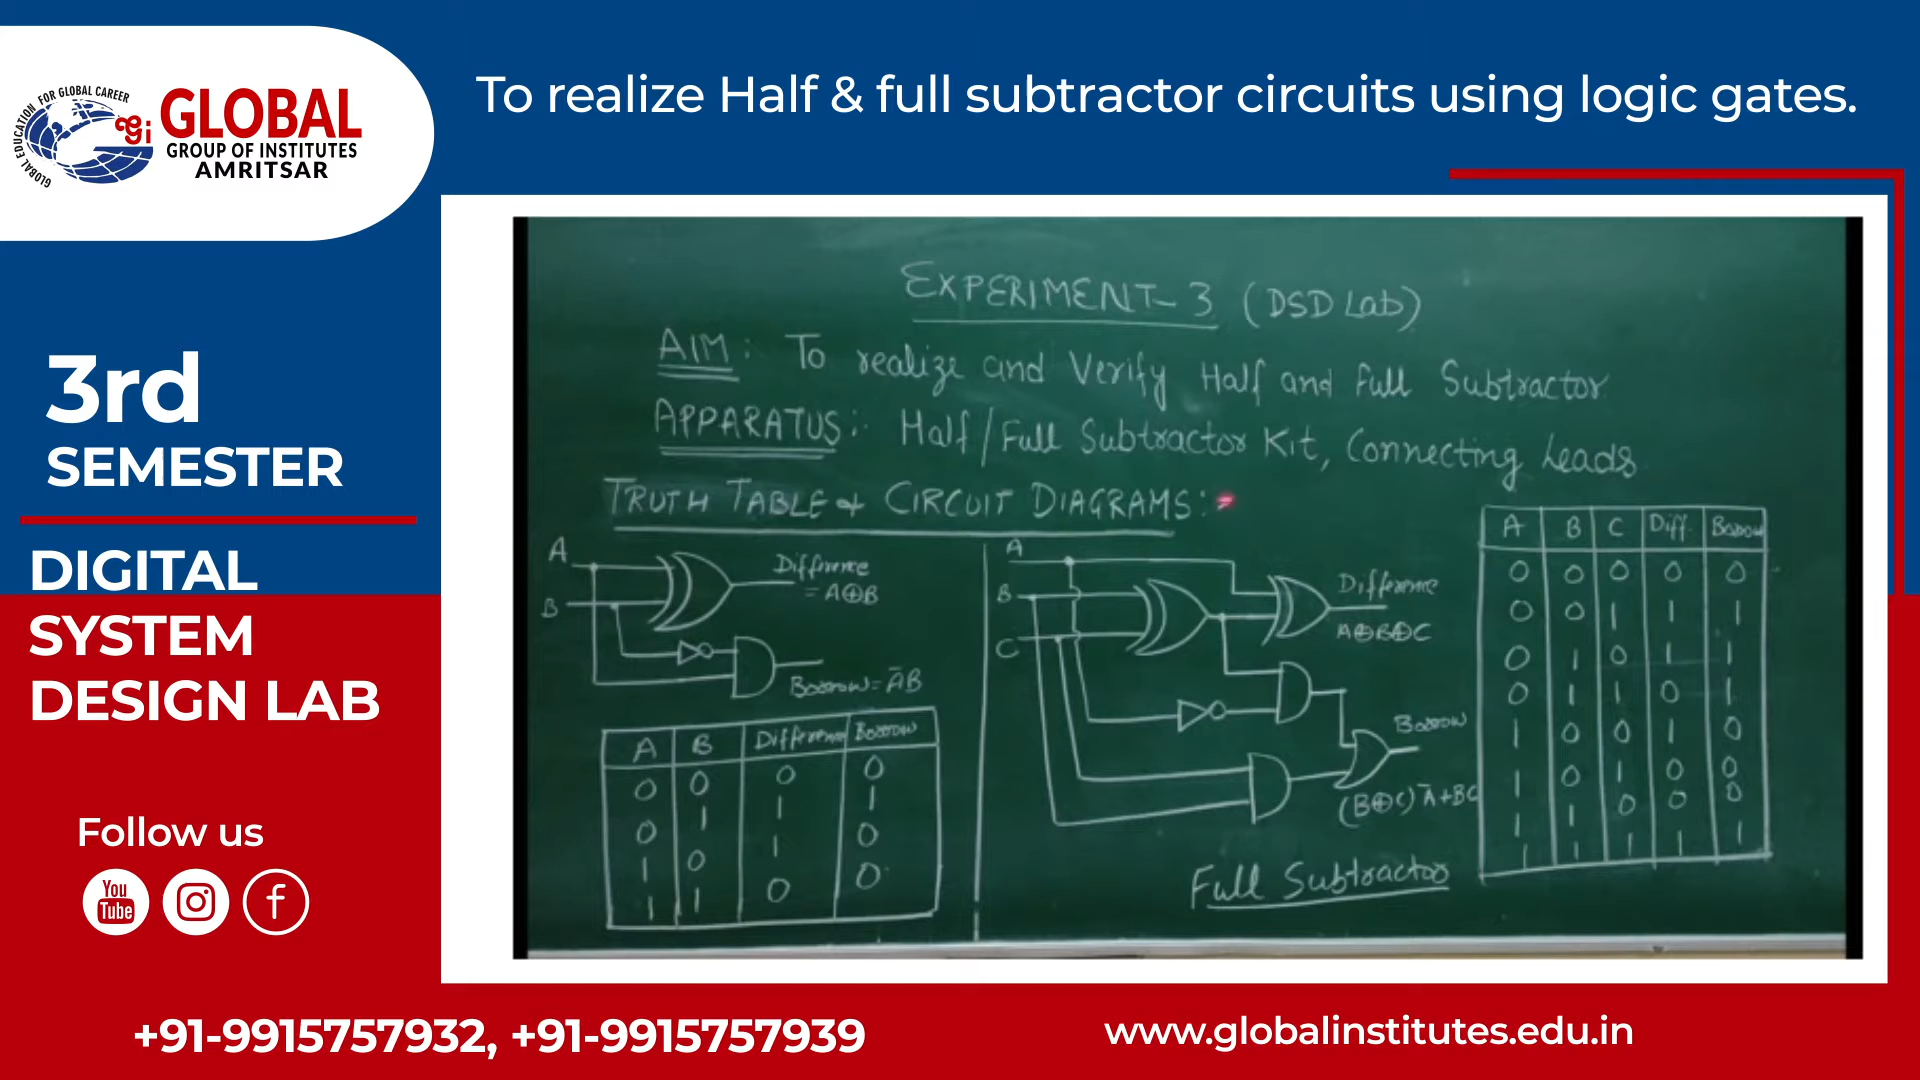 GLOBAL EDUCATION FOR GLOBAL CAREER
ggi
GLOBAL
GROUP OF INSTITUTES
AMRITSAR
To realize Half & full subtractor circuits using logic gates.
3rd
SEMESTER
DIGITAL
SYSTEM
DESIGN LAB
Follow us
You
Tube
f
EXPERIMENT-3 (DSD Lab)
AIM: To realize and Verify Half and Full Subtractor
APPARATUS: Half/Full Subtractor Kit, Connecting Leads
TRUTH TABLE & CIRCUIT DIAGRAMS:-
A
B
Difference
= A⊕B
Borrow = A̅B
A B Difference Borrow
0 0 0 0
0 1 1 1
1 0 1 0
1 1 0 0
A
B
C
Difference
A⊕B⊕C
Borrow
(B⊕C)A̅+BC
Full Subtractor
A B C Diff. Borrow
0 0 0 0 0
0 0 1 1 1
0 1 0 1 1
0 1 1 0 1
1 0 0 1 0
1 0 1 0 0
1 1 0 0 0
1 1 1 1 1
+91-9915757932, +91-9915757939
www.globalinstitutes.edu.in